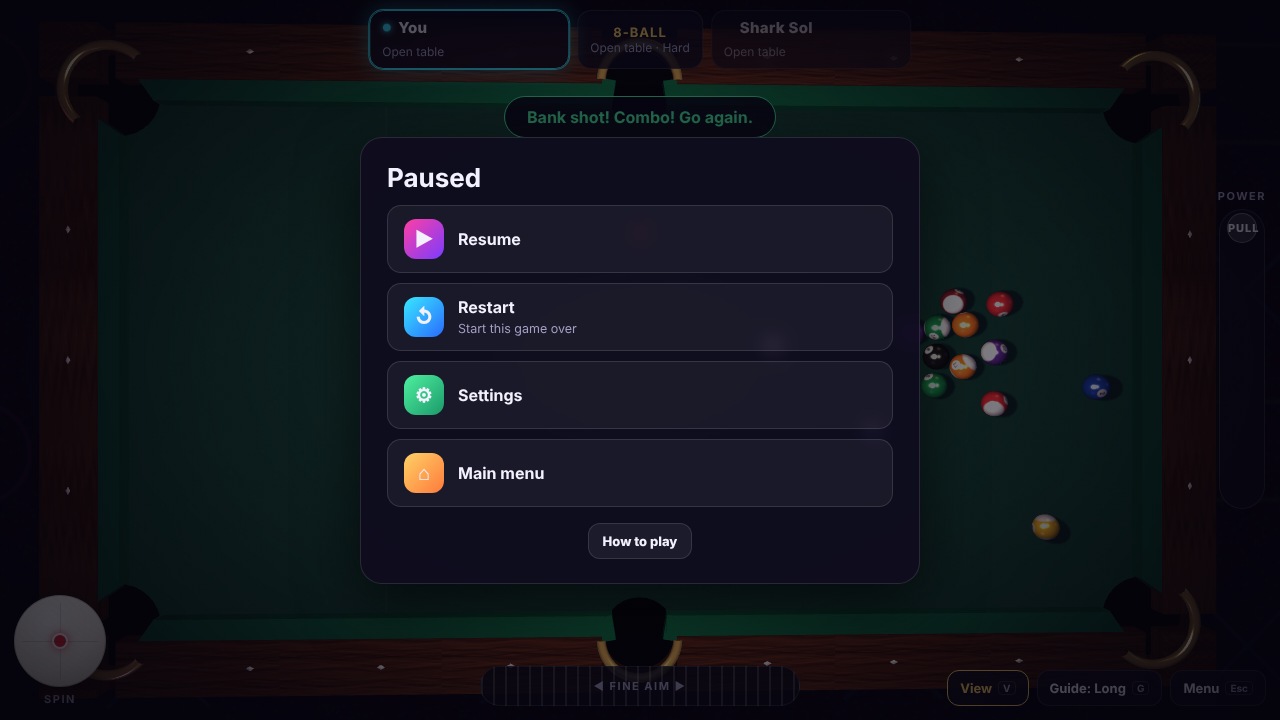 You
Open table
8-BALL
Open table · Hard
Shark Sol
Open table
Bank shot! Combo! Go again.
Paused
Resume
Restart
Start this game over
Settings
Main menu
How to play
POWER
PULL
SPIN
◀ FINE AIM ▶
View V
Guide: Long G
Menu Esc